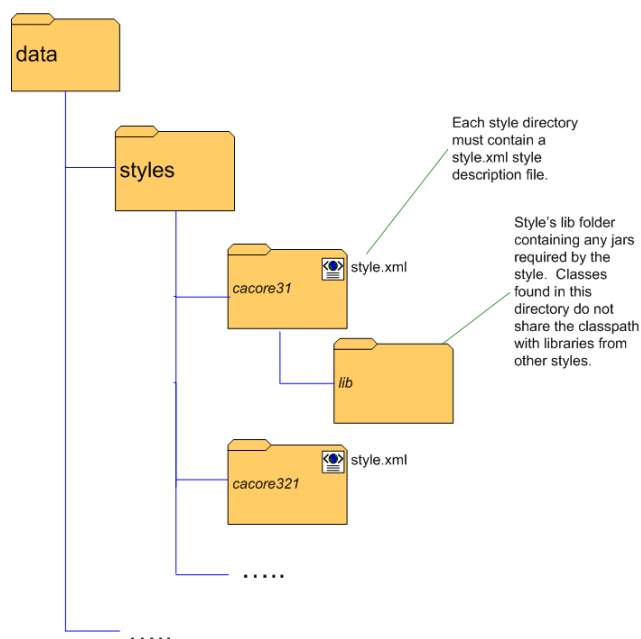 data
styles
Each style directory
must contain a
style.xml style
description file.
Style's lib folder
containing any jars
required by the
style.  Classes
found in this
directory do not
share the classpath
with libraries from
other styles.
style.xml
cacore31
lib
style.xml
cacore321
.....
.....